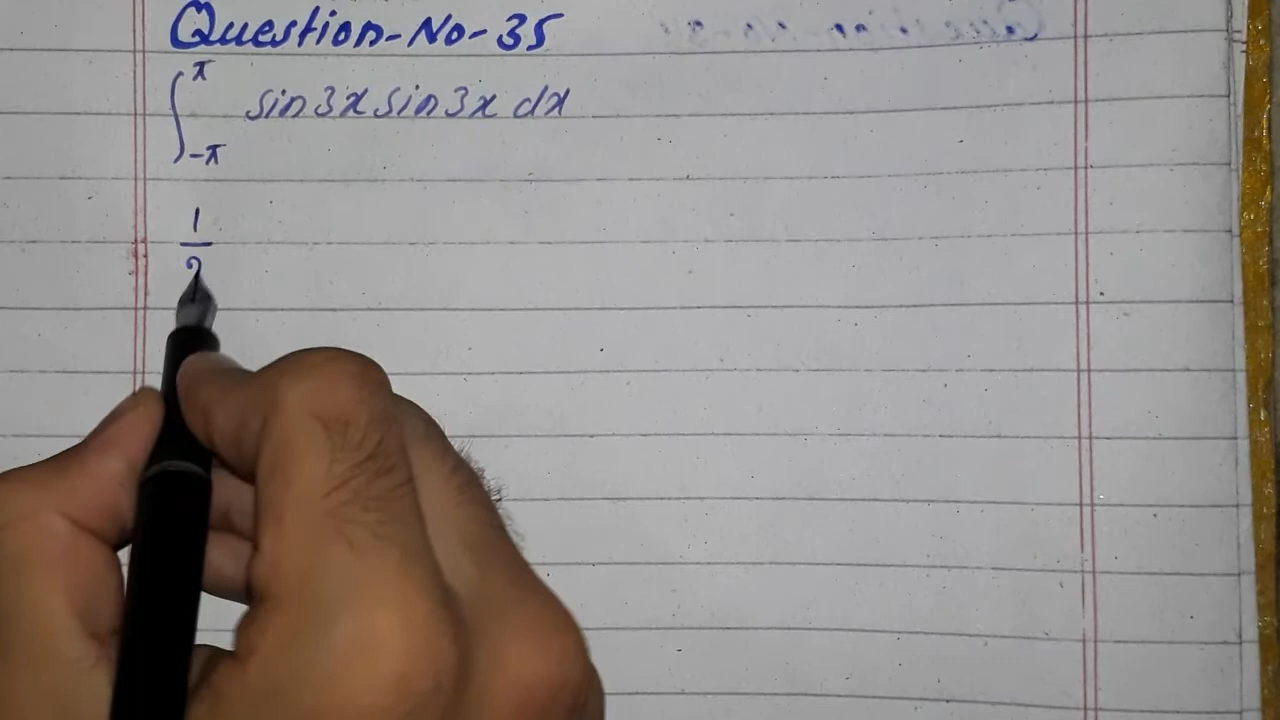 Question-No-35
∫_{-π}^{π} sin3x sin3x dx
1/2